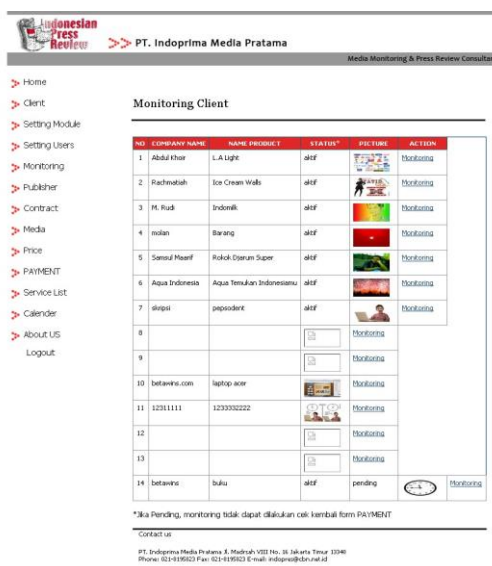 Indonesian
Press
Review
>> PT. Indoprima Media Pratama
Media Monitoring & Press Review Consultan
Home
Client
Setting Module
Setting Users
Monitoring
Publisher
Contract
Media
Price
PAYMENT
Service List
Calender
About US
Logout
Monitoring Client
NO COMPANY NAME NAME PRODUCT STATUS* PICTURE ACTION
1 Abdul Khoir L.A Light aktif Monitoring
2 Rachmatiah Ice Cream Walls aktif Monitoring
3 M. Rudi Indomilk aktif Monitoring
4 molan Barang aktif Monitoring
5 Samsul Maarif Rokok Djarum Super aktif Monitoring
6 Aqua Indonesia Aqua Temukan Indonesiamu aktif Monitoring
7 skripsi pepsodent aktif Monitoring
8 Monitoring
9 Monitoring
10 betawins.com laptop acer Monitoring
11 12311111 1233332222 Monitoring
12 Monitoring
13 Monitoring
14 betawins buku aktif pending Monitoring
*Jika Pending, monitoring tidak dapat dilakukan cek kembali form PAYMENT
Contact us
PT. Indoprima Media Pratama Jl. Madrsah VIII No. 16 Jakarta Timur 13340
Phone: 021-8195823 Fax: 021-8195823 E-mail: indopres@cbn.net.id